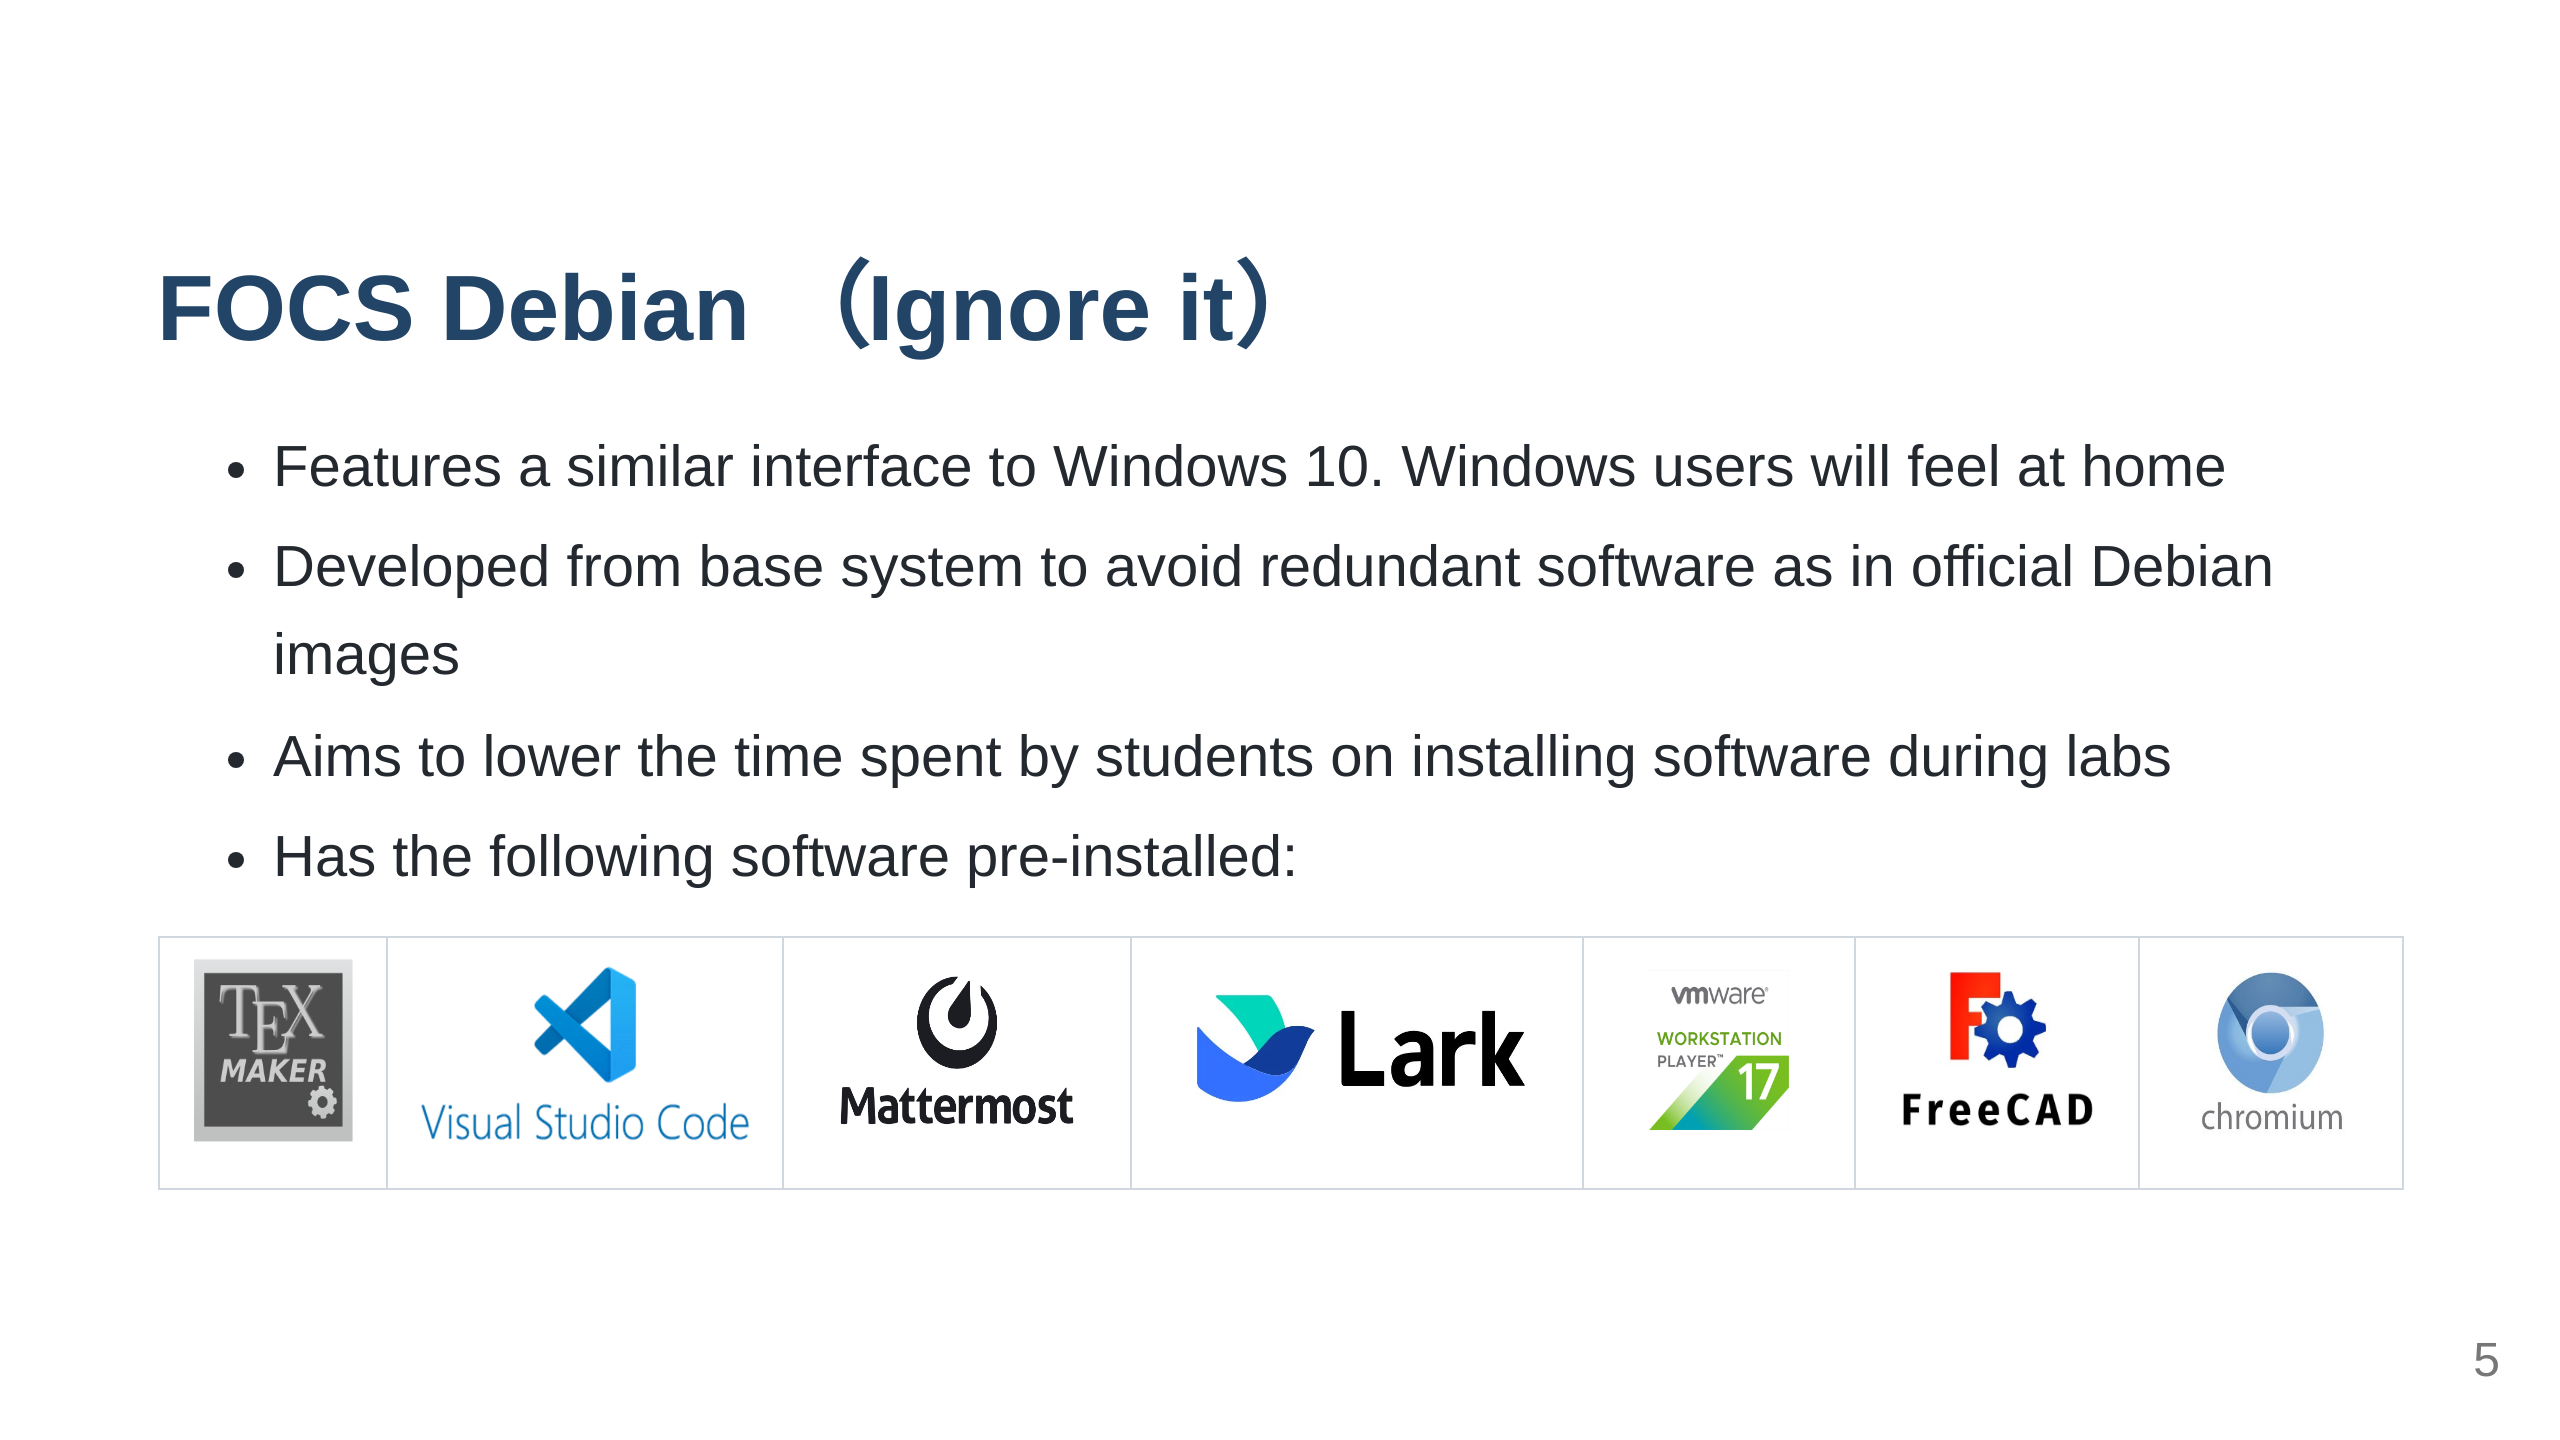 FOCS Debian （Ignore it）
• Features a similar interface to Windows 10. Windows users will feel at home
• Developed from base system to avoid redundant software as in official Debian
images
• Aims to lower the time spent by students on installing software during labs
• Has the following software pre-installed:
TEX
MAKER
Visual Studio Code
Mattermost
Lark
vmware®
WORKSTATION
PLAYER™
17
FreeCAD
chromium
5